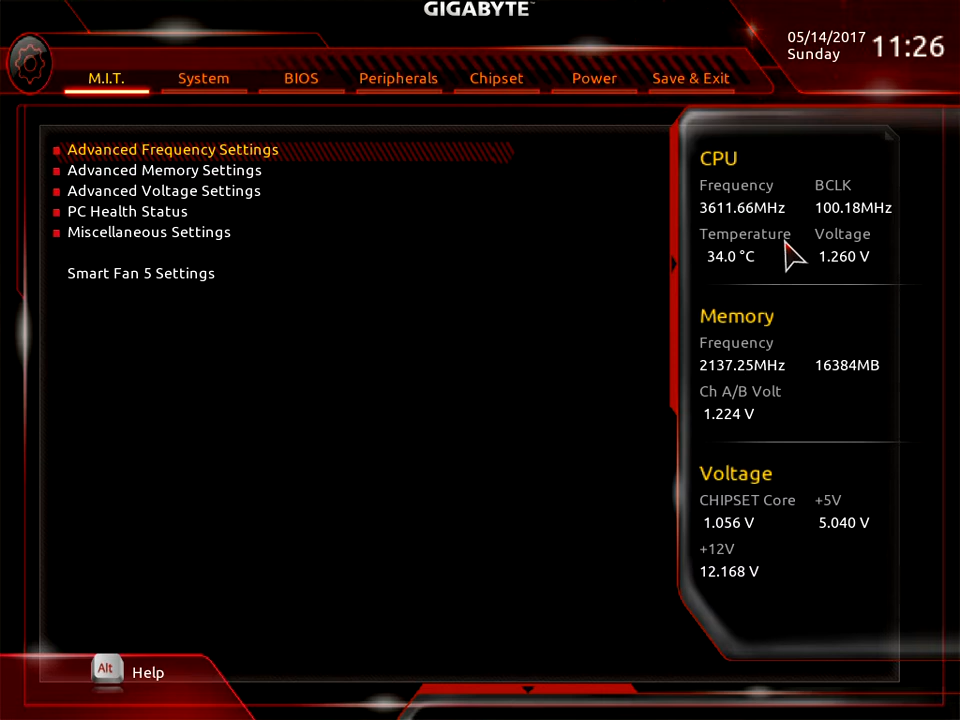 GIGABYTE
05/14/2017
Sunday
11:26
M.I.T. System BIOS Peripherals Chipset Power Save & Exit
Advanced Frequency Settings
Advanced Memory Settings
Advanced Voltage Settings
PC Health Status
Miscellaneous Settings
Smart Fan 5 Settings
CPU
Frequency BCLK
3611.66MHz 100.18MHz
Temperature Voltage
34.0 °C 1.260 V
Memory
Frequency
2137.25MHz 16384MB
Ch A/B Volt
1.224 V
Voltage
CHIPSET Core +5V
1.056 V 5.040 V
+12V
12.168 V
Alt Help